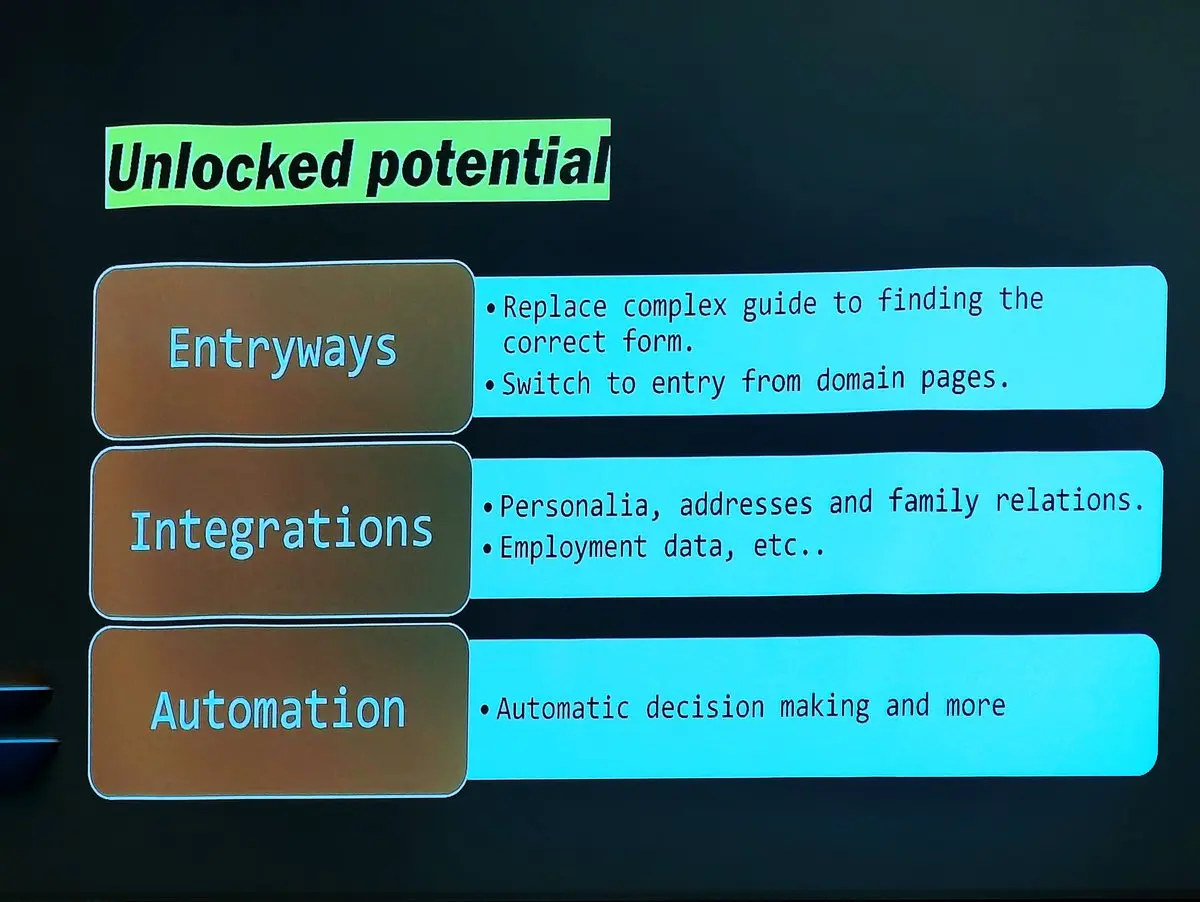 Unlocked potential
Entryways
• Replace complex guide to finding the
correct form.
• Switch to entry from domain pages.
Integrations
• Personalia, addresses and family relations.
• Employment data, etc..
Automation
• Automatic decision making and more